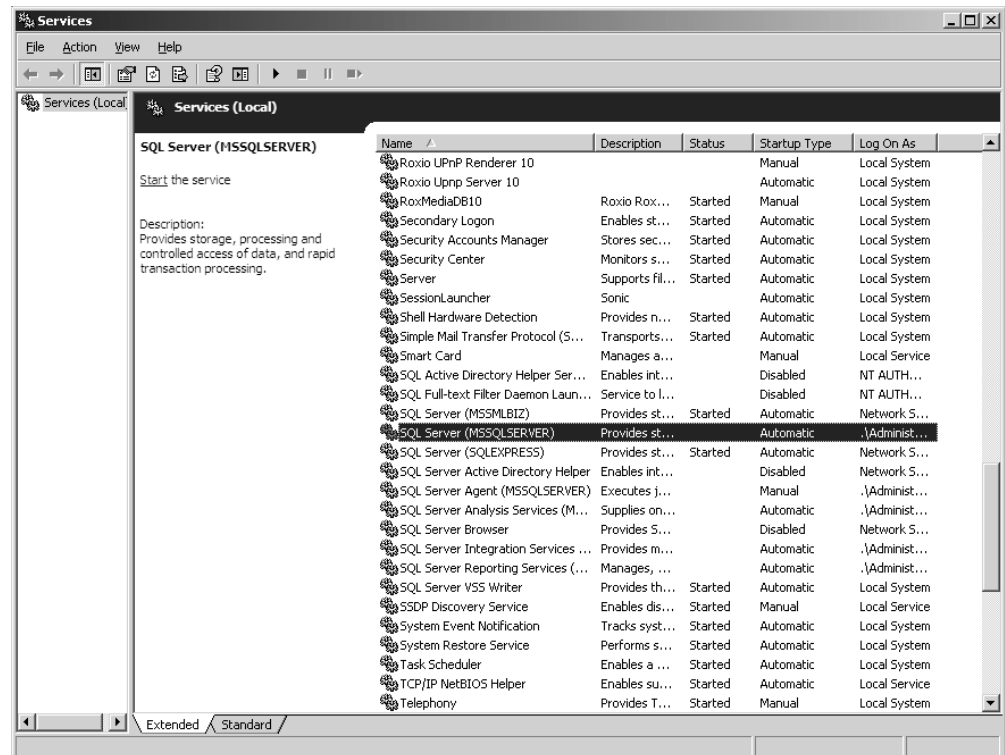 Services
File Action View Help
Services (Local
Services (Local)
SQL Server (MSSQLSERVER)
Start the service
Description:
Provides storage, processing and
controlled access of data, and rapid
transaction processing.
Name Description Status Startup Type Log On As
Roxio UPnP Renderer 10 Manual Local System
Roxio Upnp Server 10 Automatic Local System
RoxMediaDB10 Roxio Rox... Started Manual Local System
Secondary Logon Enables st... Started Automatic Local System
Security Accounts Manager Stores sec... Started Automatic Local System
Security Center Monitors s... Started Automatic Local System
Server Supports fil... Started Automatic Local System
SessionLauncher Sonic Automatic Local System
Shell Hardware Detection Provides n... Started Automatic Local System
Simple Mail Transfer Protocol (S... Transports... Started Automatic Local System
Smart Card Manages a... Manual Local Service
SQL Active Directory Helper Ser... Enables int... Disabled NT AUTH...
SQL Full-text Filter Daemon Laun... Service to l... Disabled NT AUTH...
SQL Server (MSSMLBIZ) Provides st... Started Automatic Network S...
SQL Server (MSSQLSERVER) Provides st... Automatic .\Administ...
SQL Server (SQLEXPRESS) Provides st... Started Automatic Network S...
SQL Server Active Directory Helper Enables int... Disabled Network S...
SQL Server Agent (MSSQLSERVER) Executes j... Manual .\Administ...
SQL Server Analysis Services (M... Supplies on... Automatic .\Administ...
SQL Server Browser Provides S... Disabled Network S...
SQL Server Integration Services ... Provides m... Automatic .\Administ...
SQL Server Reporting Services (... Manages, ... Automatic .\Administ...
SQL Server VSS Writer Provides th... Started Automatic Local System
SSDP Discovery Service Enables dis... Started Manual Local Service
System Event Notification Tracks syst... Started Automatic Local System
System Restore Service Performs s... Started Automatic Local System
Task Scheduler Enables a ... Started Automatic Local System
TCP/IP NetBIOS Helper Enables su... Started Automatic Local Service
Telephony Provides T... Started Manual Local System
Extended Standard